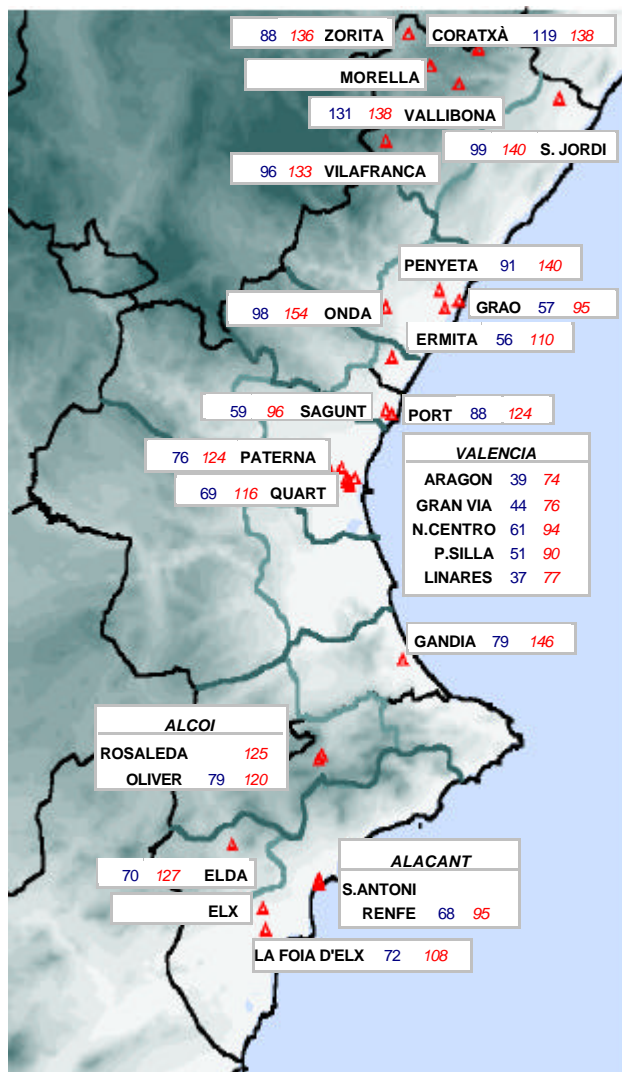 88 136 ZORITA
CORATXÀ 119 138
MORELLA
131 138 VALLIBONA
99 140 S. JORDI
96 133 VILAFRANCA
PENYETA 91 140
98 154 ONDA
GRAO 57 95
ERMITA 56 110
59 96 SAGUNT
PORT 88 124
76 124 PATERNA
69 116 QUART
VALENCIA
ARAGON 39 74
GRAN VIA 44 76
N.CENTRO 61 94
P.SILLA 51 90
LINARES 37 77
GANDIA 79 146
ALCOI
ROSALEDA 125
OLIVER 79 120
70 127 ELDA
ELX
ALACANT
S.ANTONI
RENFE 68 95
LA FOIA D'ELX 72 108